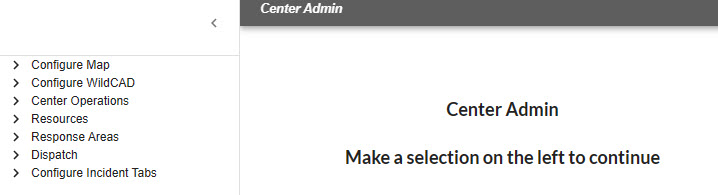 Center Admin
Configure Map
Configure WildCAD
Center Operations
Resources
Response Areas
Dispatch
Configure Incident Tabs
Center Admin
Make a selection on the left to continue